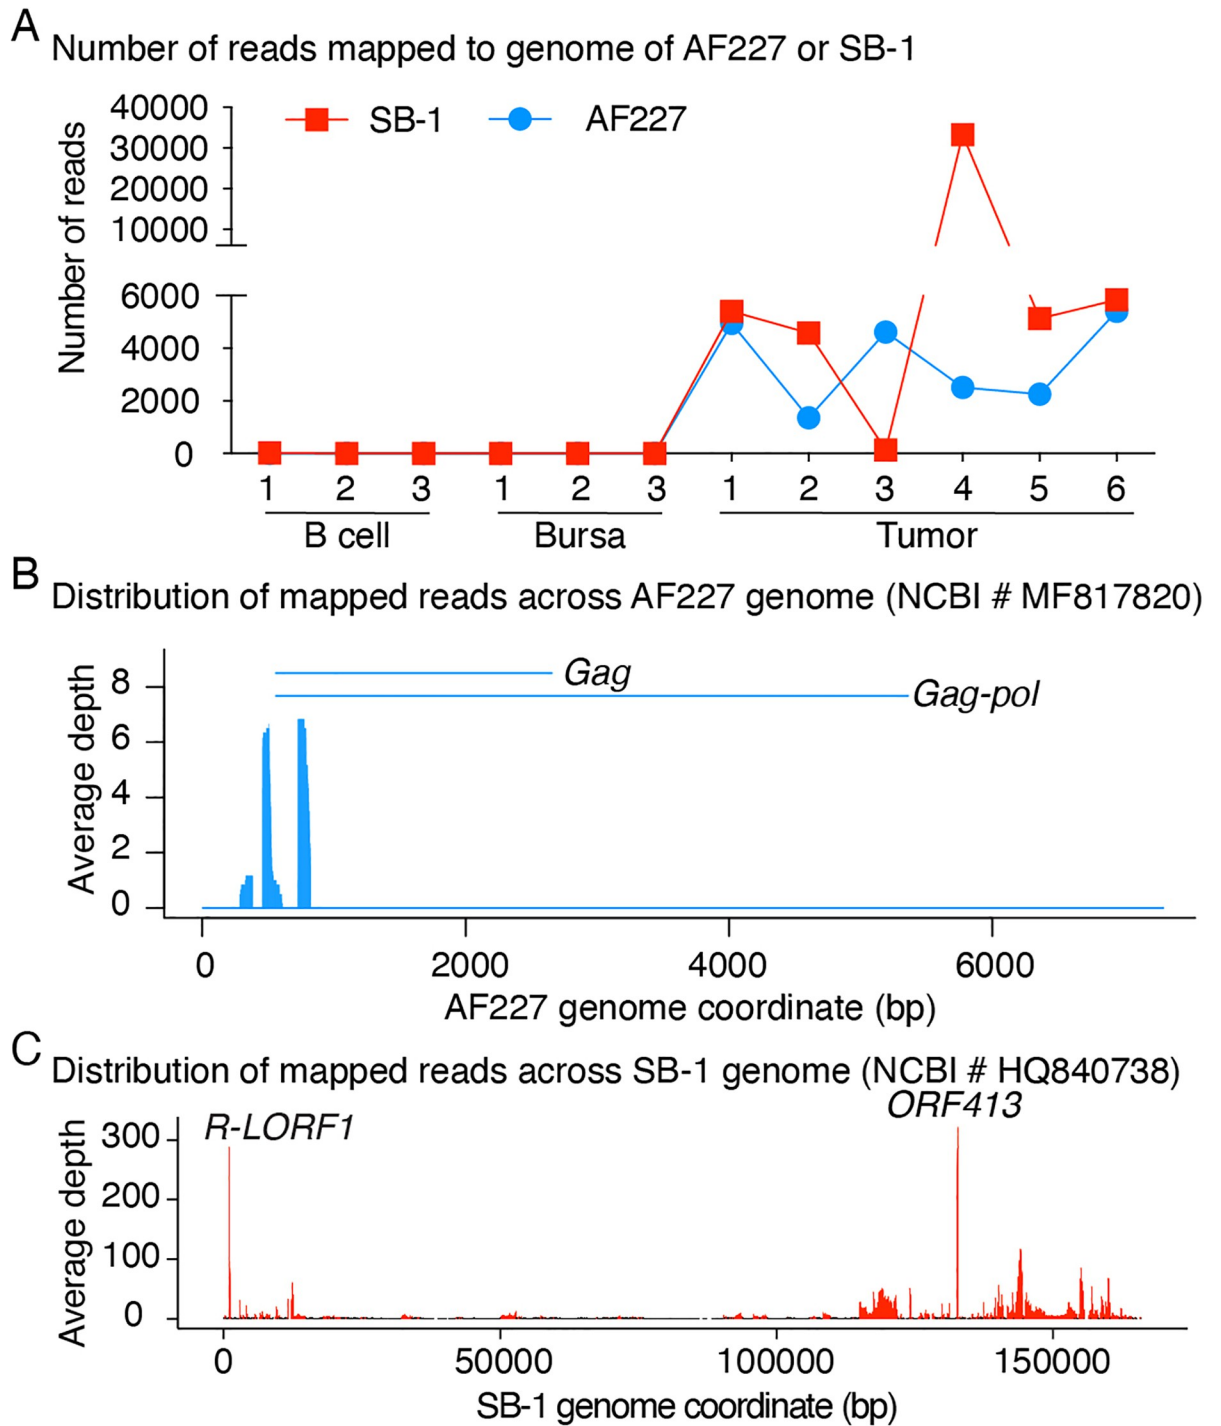 A
Number of reads mapped to genome of AF227 or SB-1
SB-1 AF227
Number of reads
40000
30000
20000
10000
6000
4000
2000
0
1 2 3 1 2 3 1 2 3 4 5 6
B cell Bursa Tumor
B
Distribution of mapped reads across AF227 genome (NCBI # MF817820)
Gag
Gag-pol
Average depth
8
6
4
2
0
0 2000 4000 6000
AF227 genome coordinate (bp)
C
Distribution of mapped reads across SB-1 genome (NCBI # HQ840738)
R-LORF1 ORF413
Average depth
300
200
100
0
0 50000 100000 150000
SB-1 genome coordinate (bp)